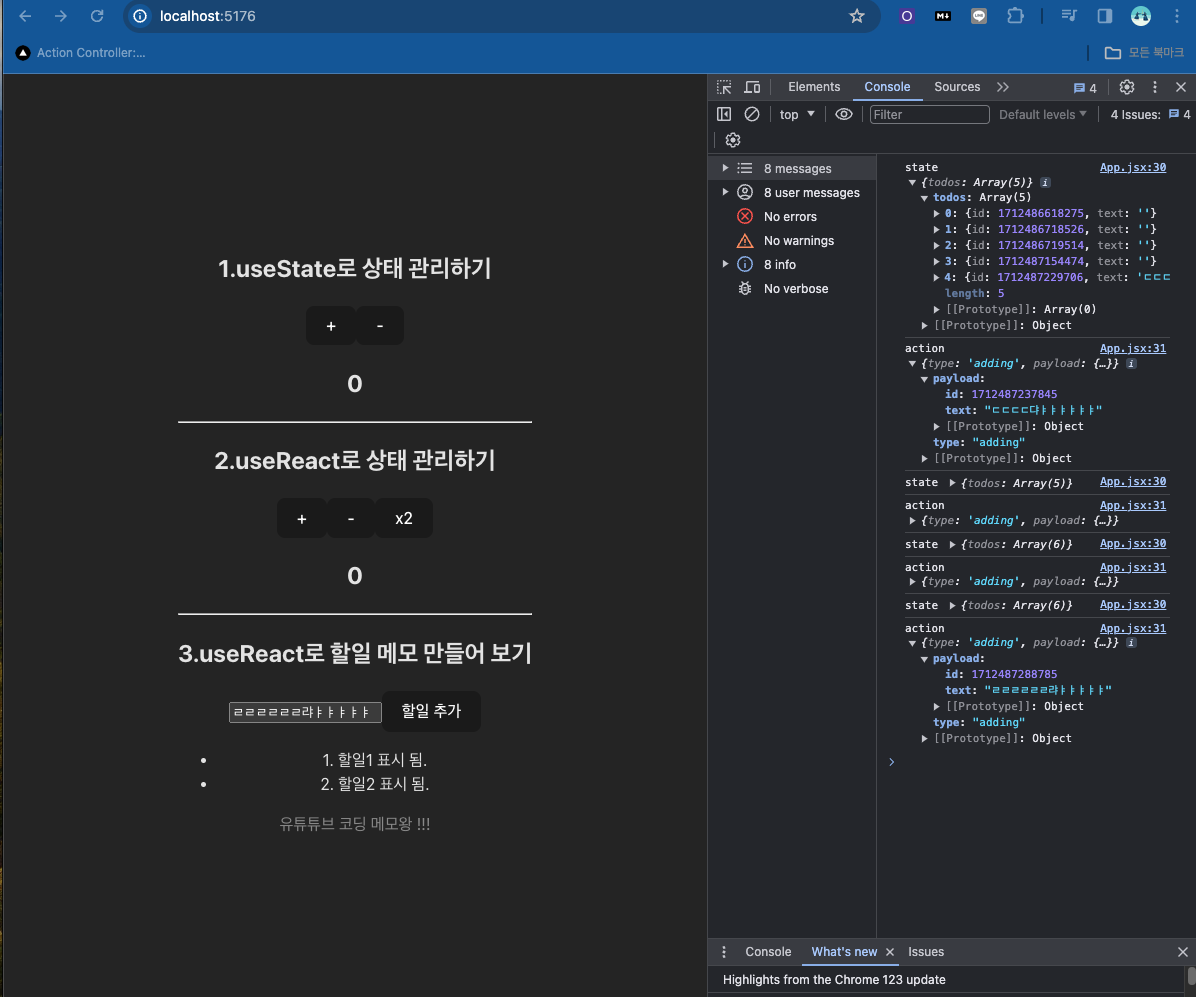 localhost:5176
Action Controller:...
모든 북마크
1.useState로 상태 관리하기
+ -
0
2.useReact로 상태 관리하기
+ - x2
0
3.useReact로 할일 메모 만들어 보기
ㄹㄹㄹㄹㄹㄹ랴ㅑㅑㅑㅑㅑ 할일 추가
• 1. 할일1 표시 됨.
• 2. 할일2 표시 됨.
유튜튜브 코딩 메모왕 !!!
Elements Console Sources 4
top Filter Default levels 4 Issues: 4
8 messages
8 user messages
No errors
No warnings
8 info
No verbose
state App.jsx:30
{todos: Array(5)}
todos: Array(5)
0: {id: 1712486618275, text: ''}
1: {id: 1712486718526, text: ''}
2: {id: 1712486719514, text: ''}
3: {id: 1712487154474, text: ''}
4: {id: 1712487229706, text: 'ㄷㄷㄷ
length: 5
[[Prototype]]: Array(0)
[[Prototype]]: Object
action App.jsx:31
{type: 'adding', payload: {…}}
payload:
id: 1712487237845
text: "ㄷㄷㄷㄷ댜ㅑㅑㅑㅑㅑㅑ"
[[Prototype]]: Object
type: "adding"
[[Prototype]]: Object
state {todos: Array(5)} App.jsx:30
action App.jsx:31
{type: 'adding', payload: {…}}
state {todos: Array(6)} App.jsx:30
action App.jsx:31
{type: 'adding', payload: {…}}
state {todos: Array(6)} App.jsx:30
action App.jsx:31
{type: 'adding', payload: {…}}
payload:
id: 1712487288785
text: "ㄹㄹㄹㄹㄹㄹ랴ㅑㅑㅑㅑㅑ"
[[Prototype]]: Object
type: "adding"
[[Prototype]]: Object
Console What's new Issues
Highlights from the Chrome 123 update